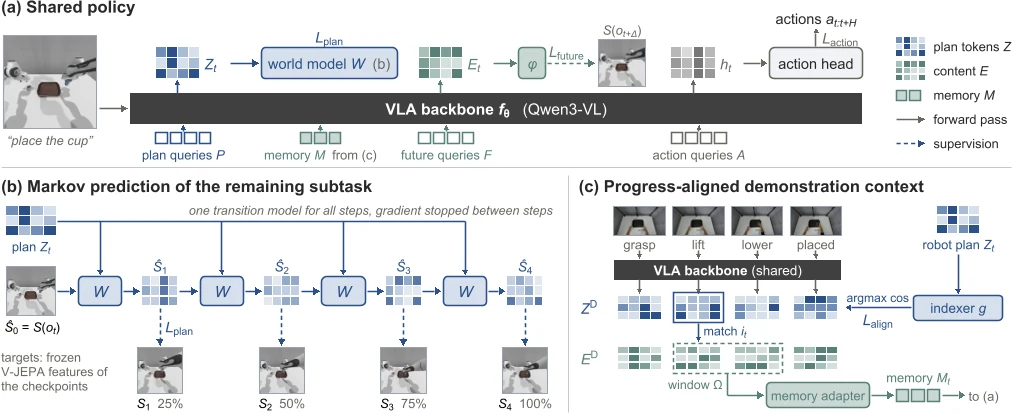 (a) Shared policy
L_plan
Z_t
world model W (b)
E_t
φ
L_future
S(o_{t+Δ})
h_t
actions a_{t:t+H}
L_action
action head
plan tokens Z
content E
memory M
forward pass
supervision
VLA backbone f_θ (Qwen3-VL)
"place the cup"
plan queries P
memory M from (c)
future queries F
action queries A
(b) Markov prediction of the remaining subtask
one transition model for all steps, gradient stopped between steps
plan Z_t
Ŝ_1
Ŝ_2
Ŝ_3
Ŝ_4
W
W
W
W
L_plan
Ŝ_0 = S(o_t)
targets: frozen
V-JEPA features of
the checkpoints
S_1 25%
S_2 50%
S_3 75%
S_4 100%
(c) Progress-aligned demonstration context
grasp
lift
lower
placed
robot plan Z_t
VLA backbone (shared)
Z^D
argmax cos
L_align
indexer g
match i_t
E^D
window Ω
memory adapter
memory M_t
to (a)